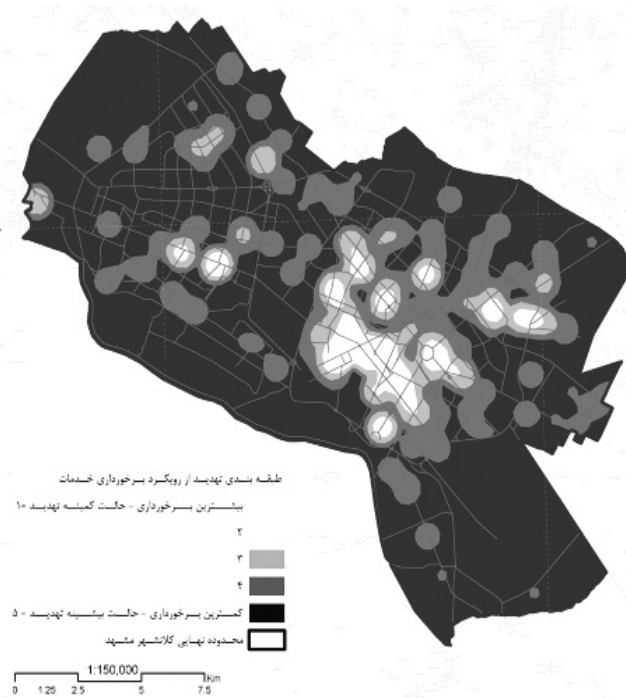 طبقه بندی تهدید از رویکرد برخورداری خدمات
بیشترین برخورداری - حالت کمینه تهدید = ۱
۲
۳
۴
کمترین برخورداری - حالت بیشینه تهدید = ۵
محدوده نهایی کلانشهر مشهد
1:150,000
Km
0 1.25 2.5 5 7.5